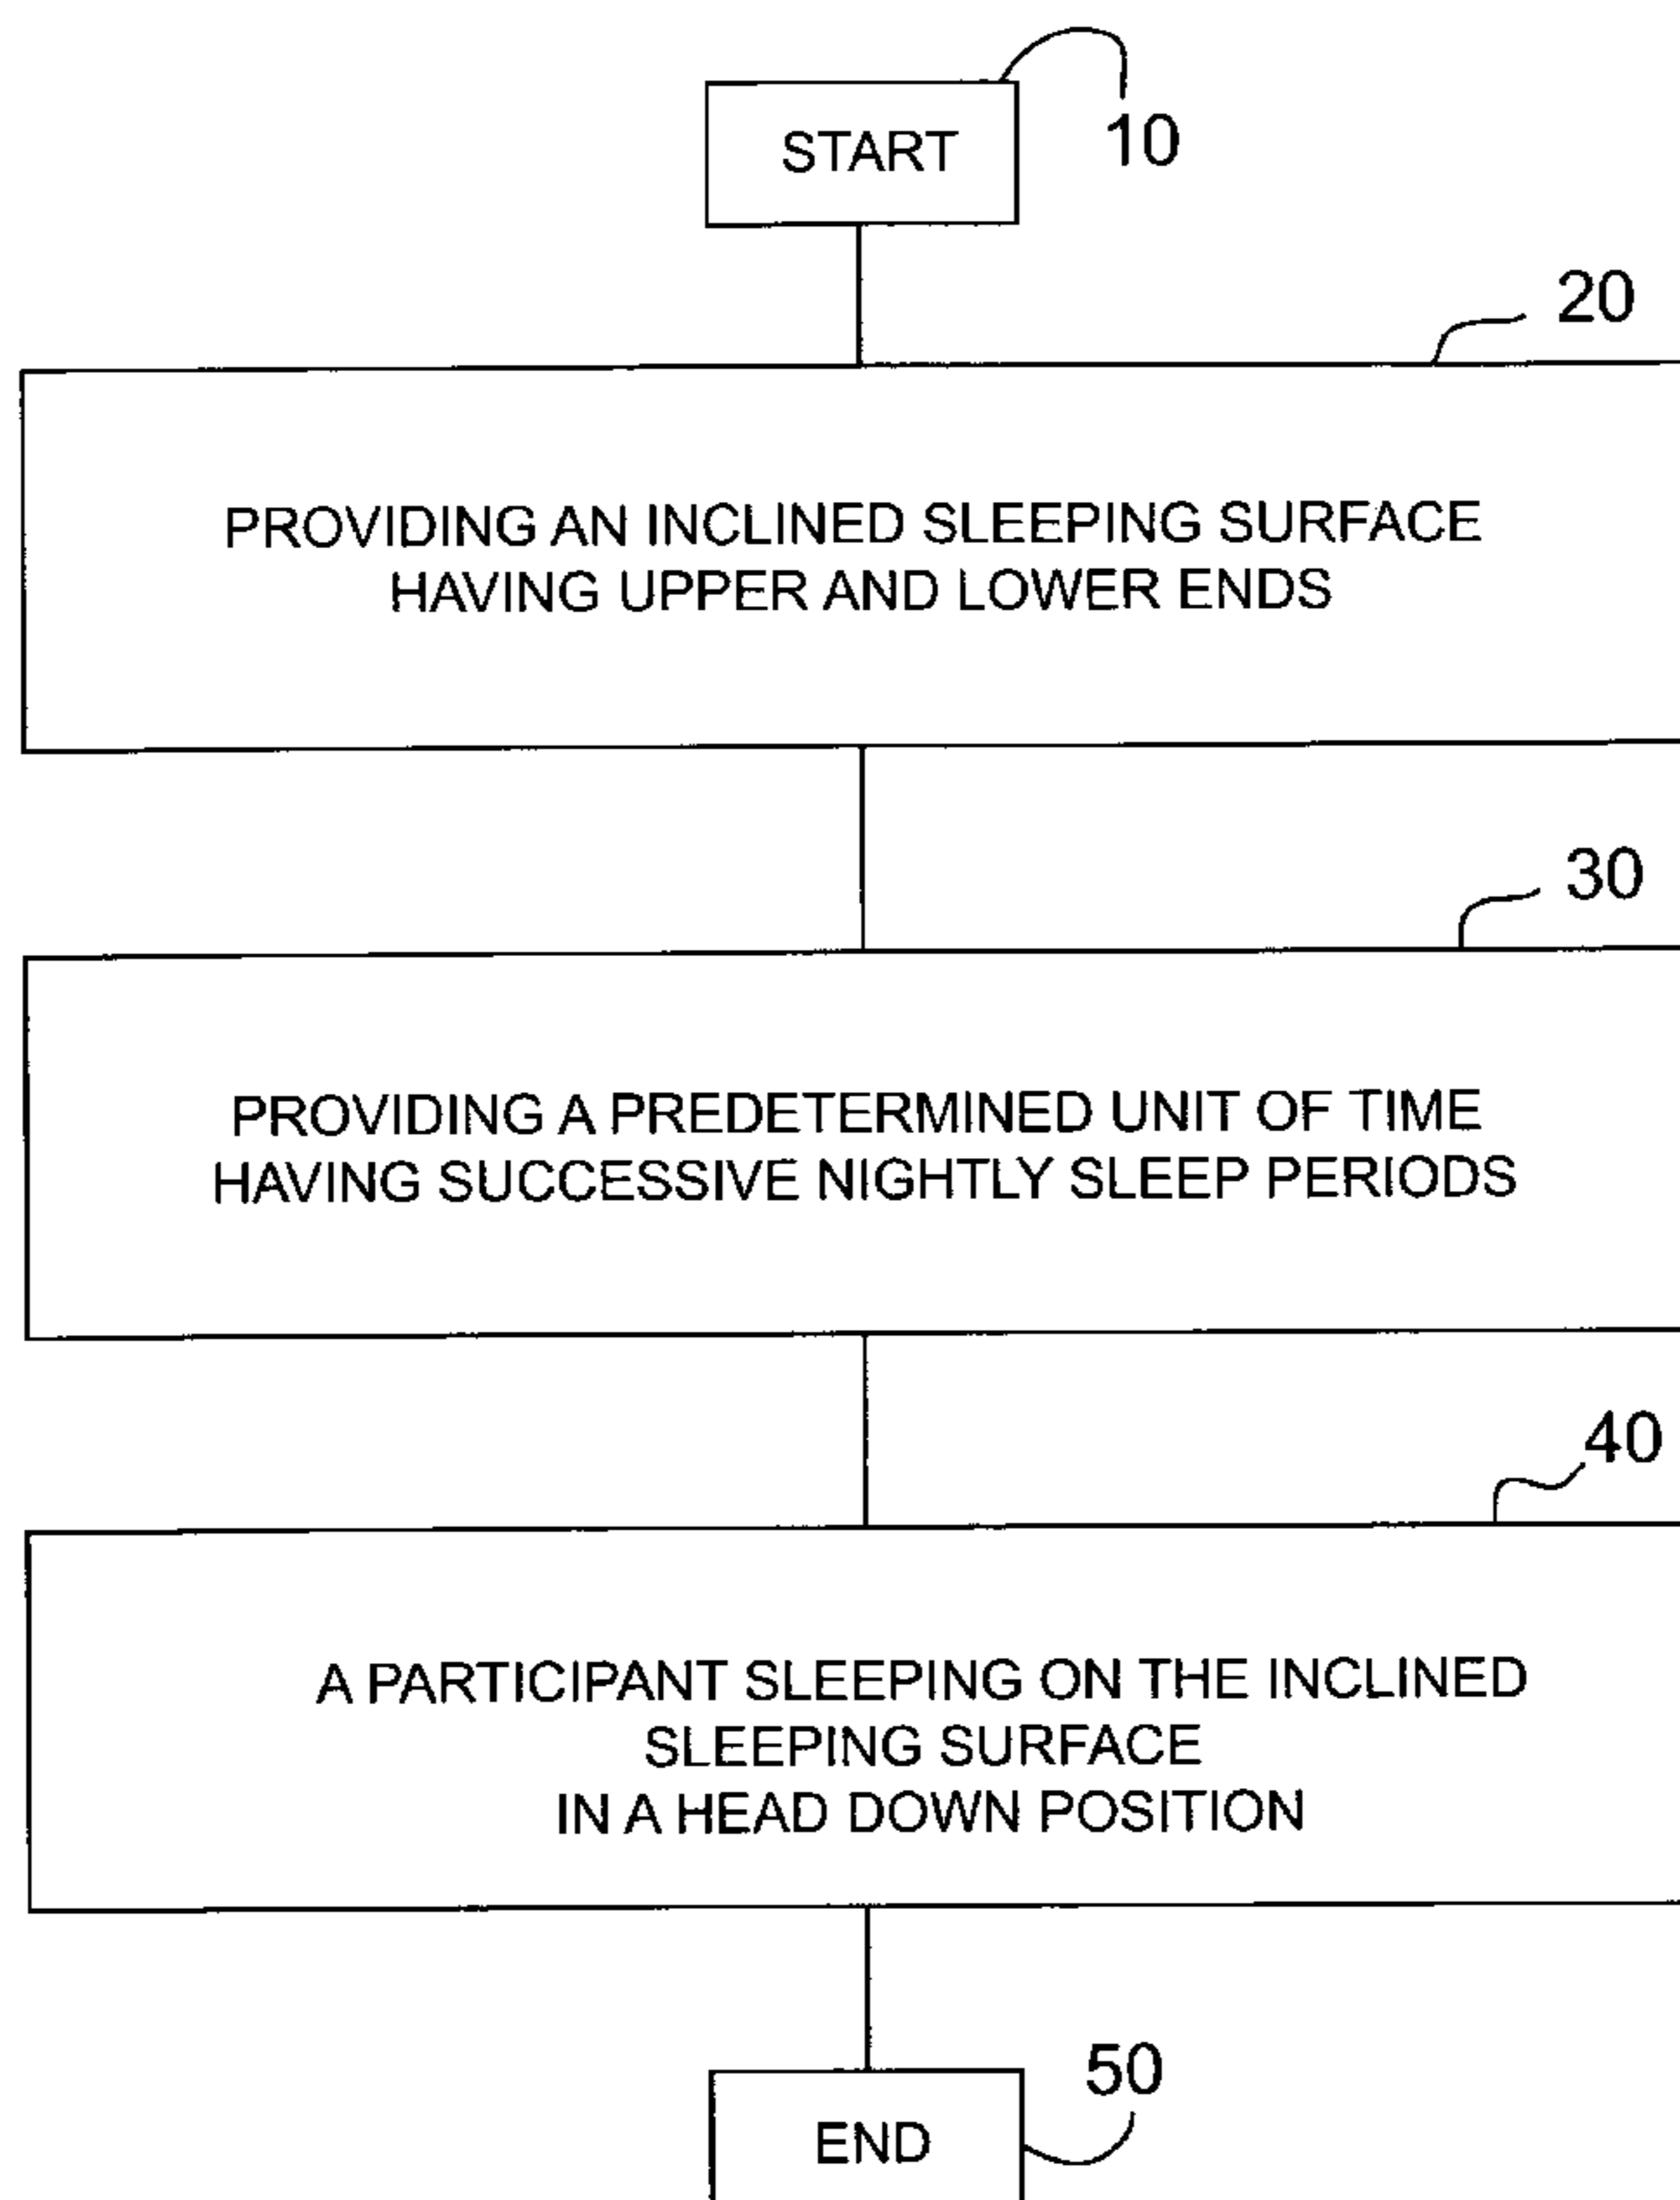 START
10
20
PROVIDING AN INCLINED SLEEPING SURFACE
HAVING UPPER AND LOWER ENDS
30
PROVIDING A PREDETERMINED UNIT OF TIME
HAVING SUCCESSIVE NIGHTLY SLEEP PERIODS
40
A PARTICIPANT SLEEPING ON THE INCLINED
SLEEPING SURFACE
IN A HEAD DOWN POSITION
50
END